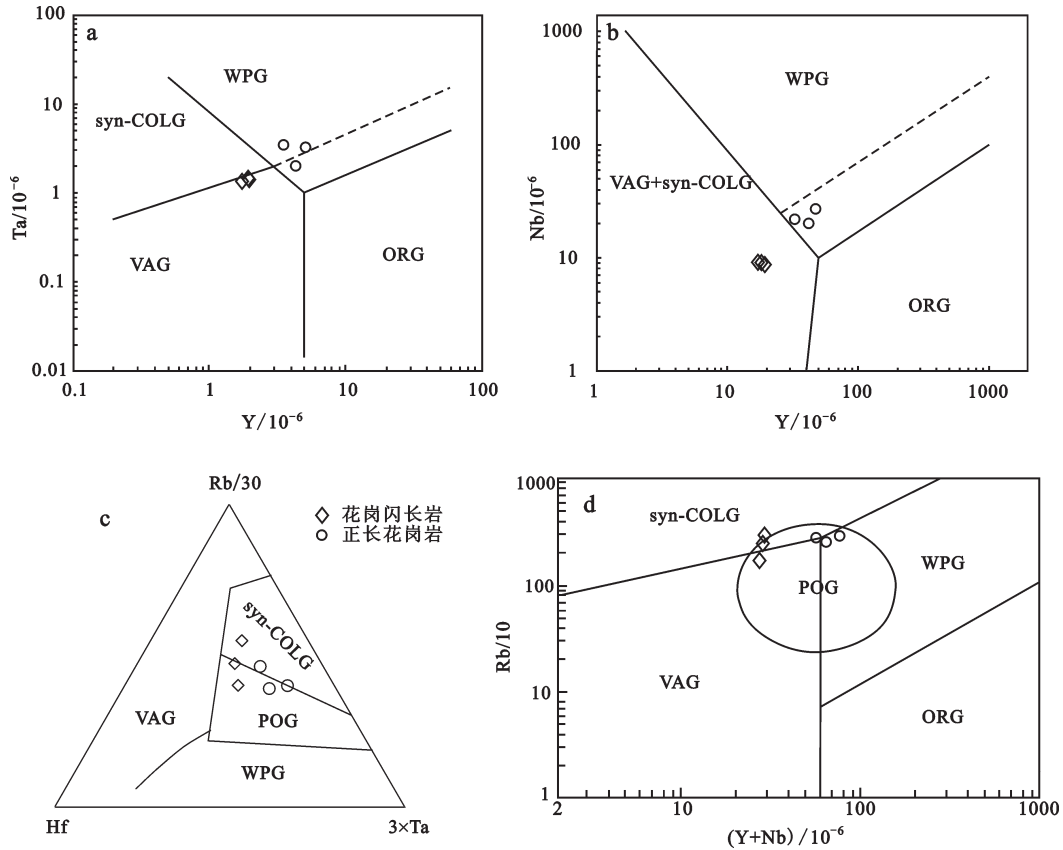 a
100
10
1
0.1
0.01
Ta/10-6
WPG
syn-COLG
VAG
ORG
0.1
1
10
100
Y/10-6
b
1000
100
10
1
Nb/10-6
WPG
VAG+syn-COLG
ORG
1
10
100
1000
Y/10-6
c
Rb/30
花岗闪长岩
正长花岗岩
syn-COLG
VAG
POG
WPG
Hf
3×Ta
d
1000
100
10
1
Rb/10
syn-COLG
WPG
POG
VAG
ORG
2
10
100
1000
(Y+Nb)/10-6